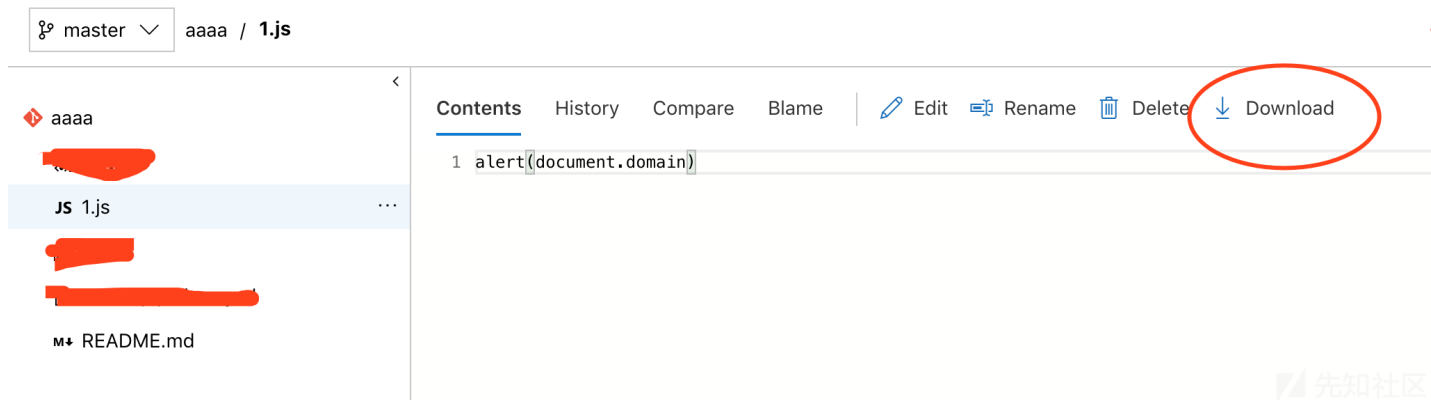 master aaaa / 1.js
aaaa
JS 1.js ...
M↓ README.md
Contents History Compare Blame Edit Rename Delete Download
1 alert(document.domain)
先知社区